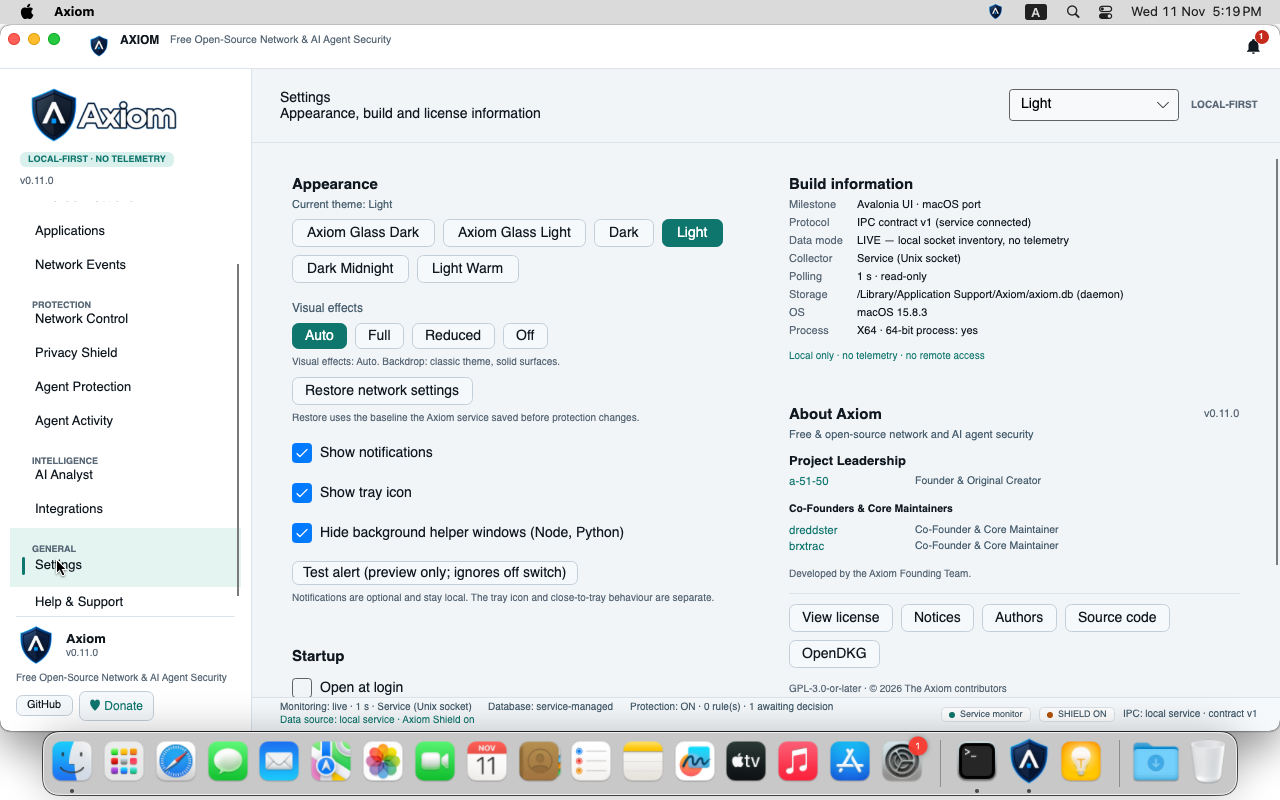 Axiom
A
Wed 11 Nov 5:19 PM
AXIOM Free Open-Source Network & AI Agent Security
1
Axiom
LOCAL-FIRST · NO TELEMETRY
v0.11.0
Applications
Network Events
PROTECTION
Network Control
Privacy Shield
Agent Protection
Agent Activity
INTELLIGENCE
AI Analyst
Integrations
GENERAL
Settings
Help & Support
Axiom
v0.11.0
Free Open-Source Network & AI Agent Security
GitHub
Donate
Settings
Appearance, build and license information
Light
LOCAL-FIRST
Appearance
Current theme: Light
Axiom Glass Dark
Axiom Glass Light
Dark
Light
Dark Midnight
Light Warm
Visual effects
Auto
Full
Reduced
Off
Visual effects: Auto. Backdrop: classic theme, solid surfaces.
Restore network settings
Restore uses the baseline the Axiom service saved before protection changes.
Show notifications
Show tray icon
Hide background helper windows (Node, Python)
Test alert (preview only; ignores off switch)
Notifications are optional and stay local. The tray icon and close-to-tray behaviour are separate.
Startup
Open at login
Build information
Milestone Avalonia UI · macOS port
Protocol IPC contract v1 (service connected)
Data mode LIVE — local socket inventory, no telemetry
Collector Service (Unix socket)
Polling 1 s · read-only
Storage /Library/Application Support/Axiom/axiom.db (daemon)
OS macOS 15.8.3
Process X64 · 64-bit process: yes
Local only · no telemetry · no remote access
About Axiom v0.11.0
Free & open-source network and AI agent security
Project Leadership
a-51-50 Founder & Original Creator
Co-Founders & Core Maintainers
dreddster Co-Founder & Core Maintainer
brxtrac Co-Founder & Core Maintainer
Developed by the Axiom Founding Team.
View license
Notices
Authors
Source code
OpenDKG
GPL-3.0-or-later · © 2026 The Axiom contributors
Monitoring: live · 1 s · Service (Unix socket) Database: service-managed Protection: ON · 0 rule(s) · 1 awaiting decision
Data source: local service · Axiom Shield on
Service monitor
SHIELD ON
IPC: local service · contract v1
NOV
11
tv
1
>_